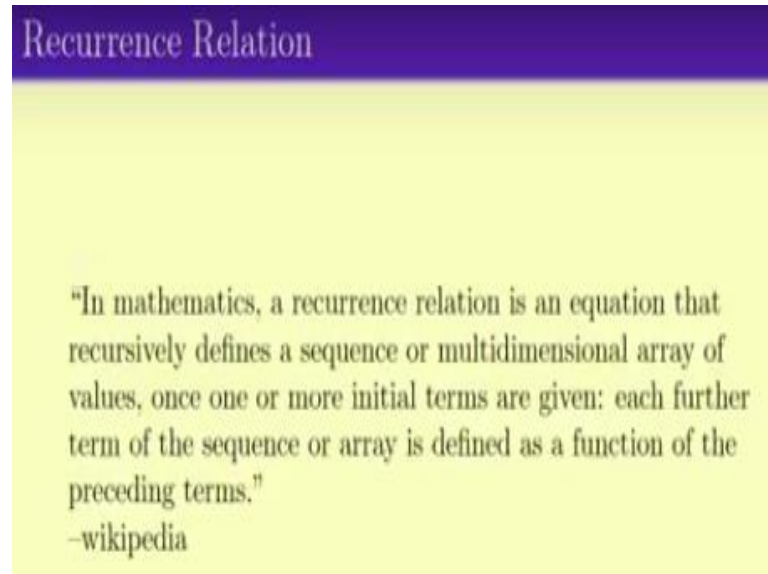 Recurrence Relation
“In mathematics, a recurrence relation is an equation that
recursively defines a sequence or multidimensional array of
values, once one or more initial terms are given: each further
term of the sequence or array is defined as a function of the
preceding terms.”
–wikipedia